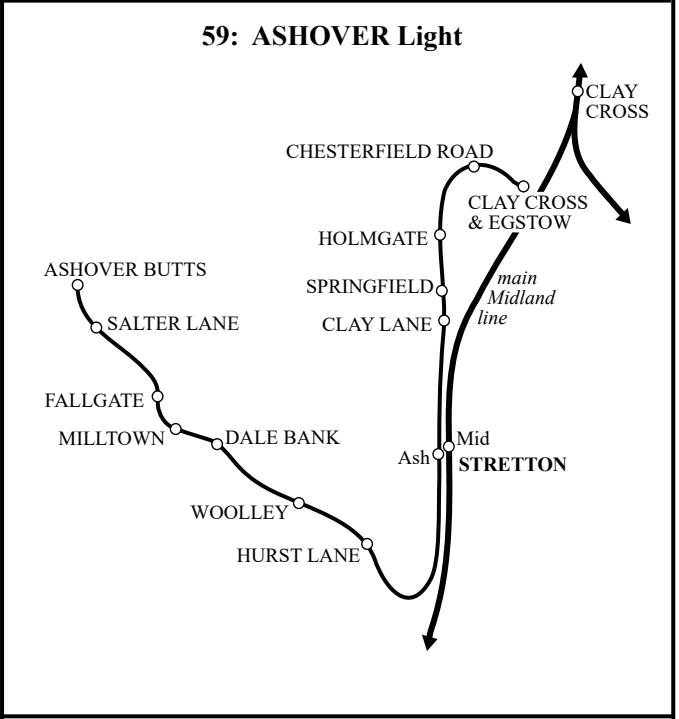 59: ASHOVER Light
CLAY
CROSS
CHESTERFIELD ROAD
CLAY CROSS
& EGSTOW
HOLMGATE
ASHOVER BUTTS
main
Midland
line
SPRINGFIELD
SALTER LANE
CLAY LANE
FALLGATE
MILLTOWN
DALE BANK
Mid
Ash
STRETTON
WOOLLEY
HURST LANE